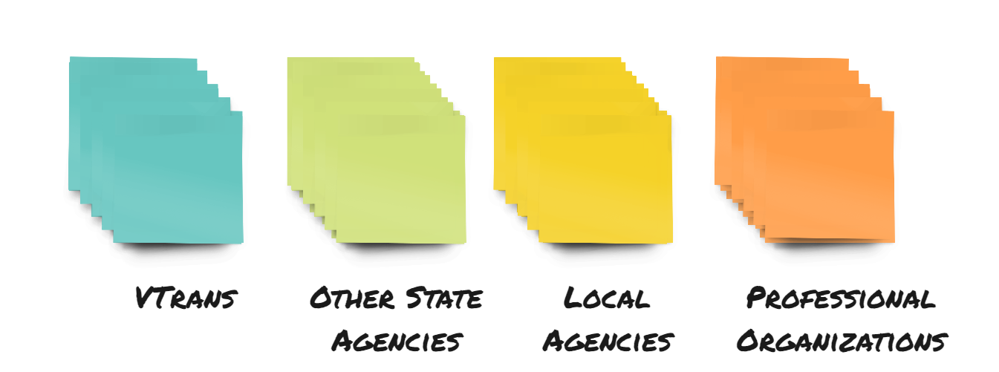 VTrans
Other State
Agencies
Local
Agencies
Professional
Organizations